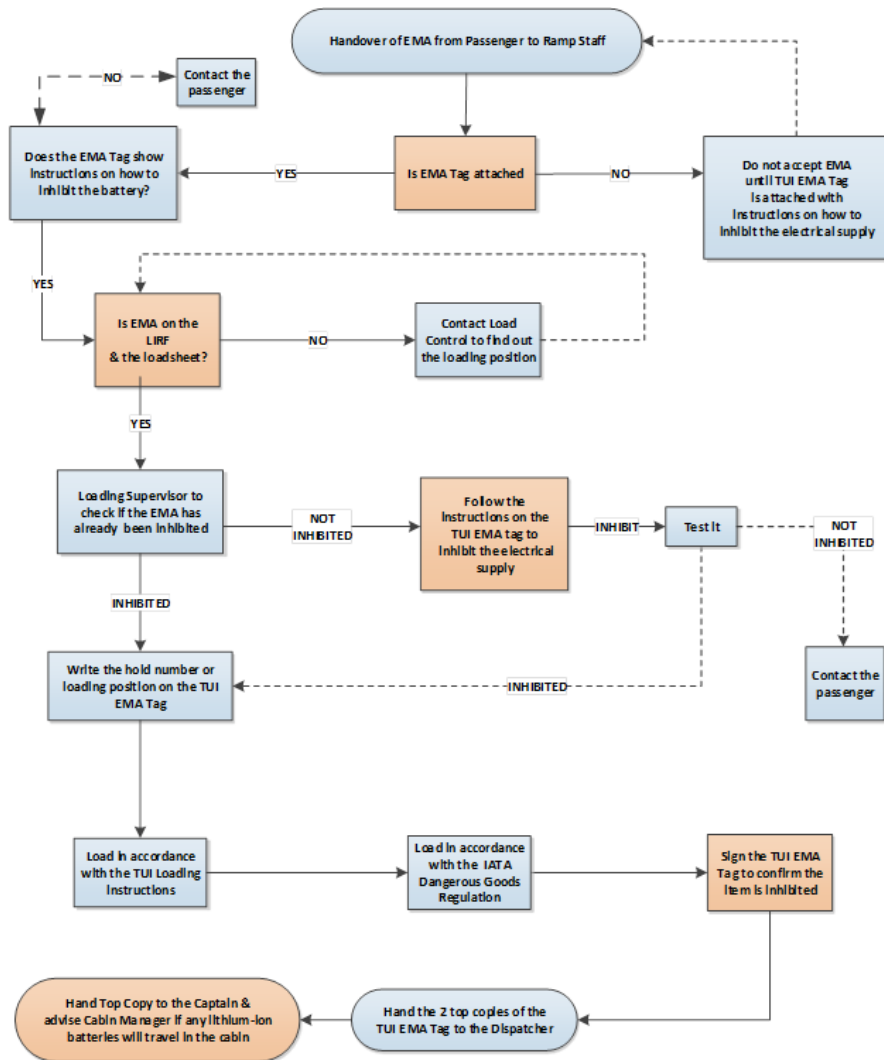 Handover of EMA from Passenger to Ramp Staff
NO
Contact the
passenger
Does the EMA Tag show
Instructions on how to
Inhibit the battery?
YES
Is EMA Tag attached
NO
Do not accept EMA
until TUI EMA Tag
is attached with
Instructions on how to
Inhibit the electrical supply
YES
Is EMA on the
LIRF
& the loadsheet?
NO
Contact Load
Control to find out
the loading position
YES
Loading Supervisor to
check if the EMA has
already been Inhibited
NOT
INHIBITED
Follow the
Instructions on the
TUI EMA tag to
Inhibit the electrical
supply
INHIBIT
Test It
NOT
INHIBITED
INHIBITED
Write the hold number or
loading position on the TUI
EMA Tag
INHIBITED
Contact the
passenger
Load in accordance
with the TUI Loading
Instructions
Load in accordance
with the IATA
Dangerous Goods
Regulation
Sign the TUI EMA
Tag to confirm the
Item is Inhibited
Hand Top Copy to the Captain &
advise Cabin Manager if any lithium-ion
batteries will travel in the cabin
Hand the 2 top copies of the
TUI EMA Tag to the Dispatcher